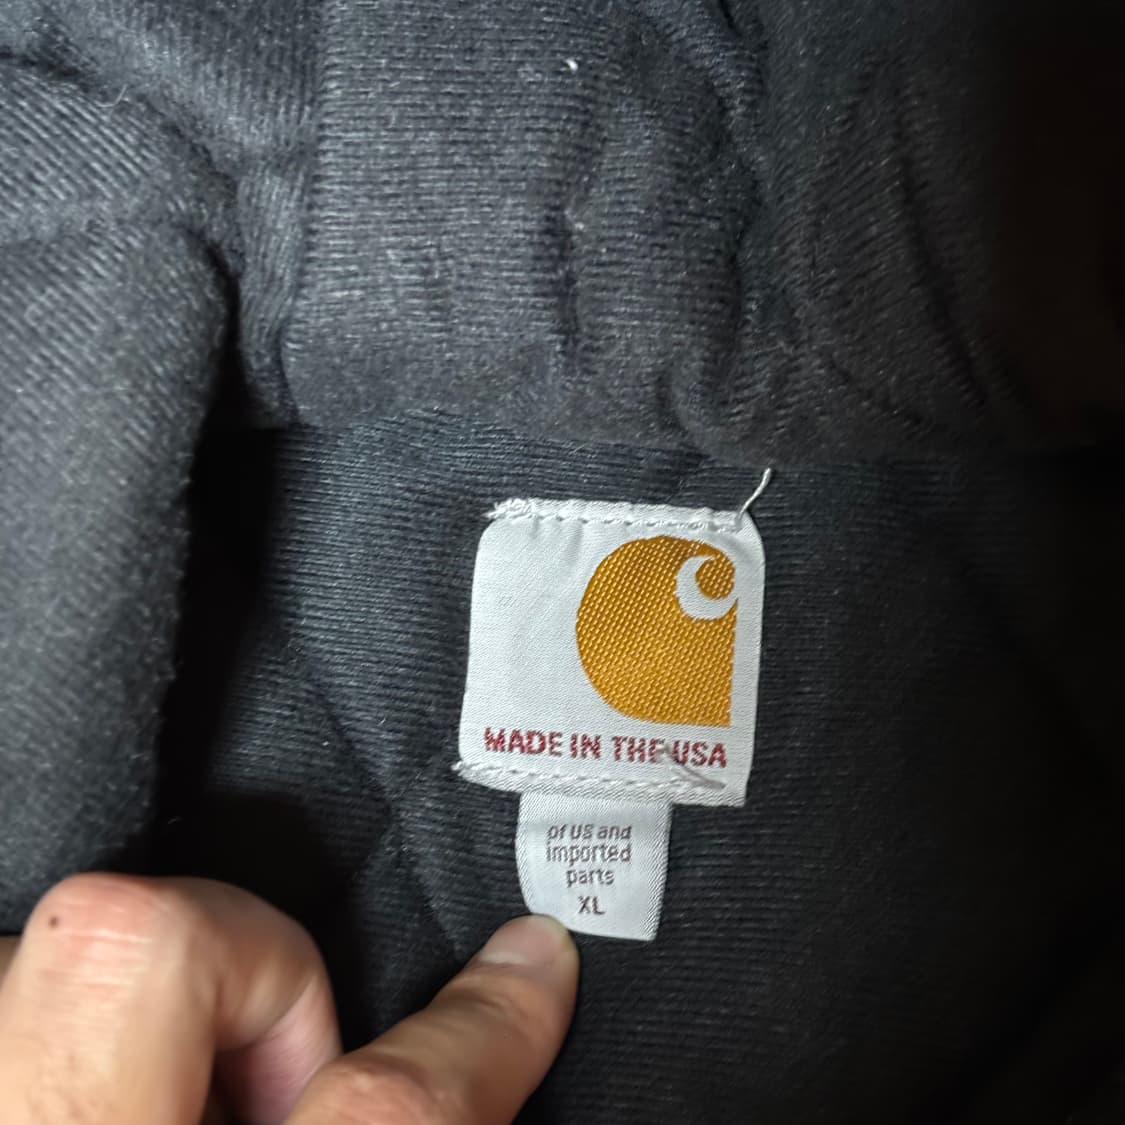 MADE IN THE USA
of US and
imported
parts
XL